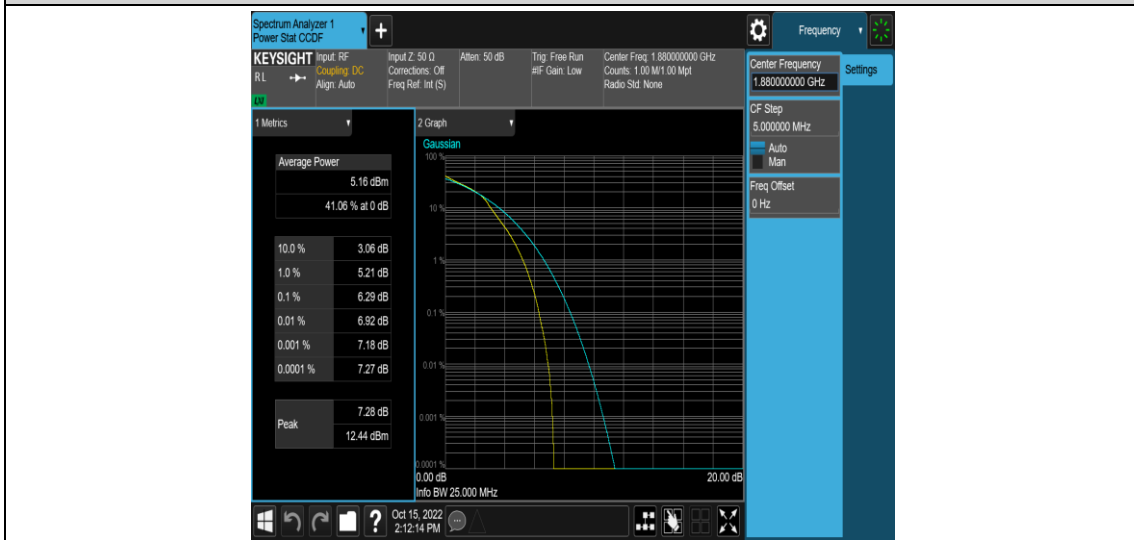 Spectrum Analyzer 1
Power Stat CCDF
+
Frequency
KEYSIGHT
RL
LXI
Input: RF
Coupling: DC
Align: Auto
Input Z: 50 Ω
Corrections: Off
Freq Ref: Int (S)
Atten: 50 dB
Trig: Free Run
#IF Gain: Low
Center Freq: 1.880000000 GHz
Counts: 1.00 M/1.00 Mpt
Radio Std: None
Center Frequency
1.880000000 GHz
Settings
CF Step
5.000000 MHz
Auto
Man
Freq Offset
0 Hz
1 Metrics
Average Power
5.16 dBm
41.06 % at 0 dB
10.0 % 3.06 dB
1.0 % 5.21 dB
0.1 % 6.29 dB
0.01 % 6.92 dB
0.001 % 7.18 dB
0.0001 % 7.27 dB
Peak
7.28 dB
12.44 dBm
2 Graph
Gaussian
100 %
10 %
1 %
0.1 %
0.01 %
0.001 %
0.0001 %
0.00 dB 20.00 dB
Info BW 25.000 MHz
?
Oct 15, 2022
2:12:14 PM